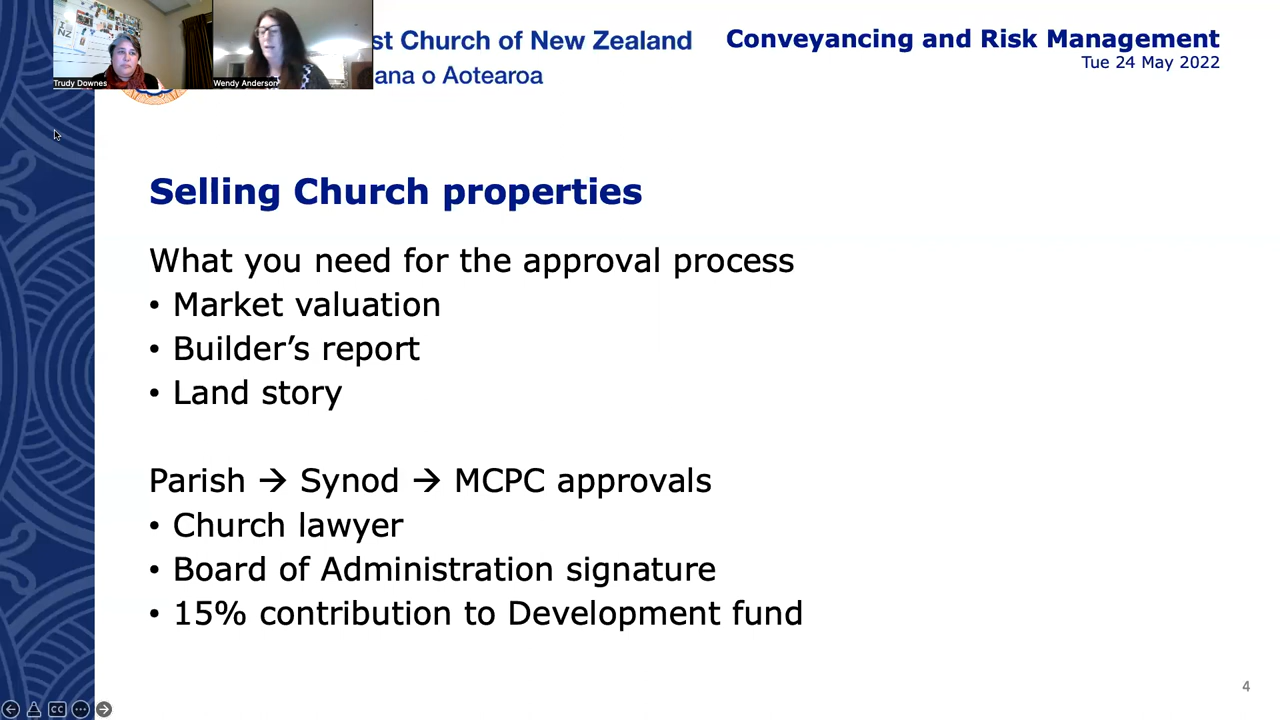 Trudy Downes
Wendy Anderson
st Church of New Zealand
ana o Aotearoa
Conveyancing and Risk Management
Tue 24 May 2022
Selling Church properties
What you need for the approval process
• Market valuation
• Builder’s report
• Land story
Parish → Synod → MCPC approvals
• Church lawyer
• Board of Administration signature
• 15% contribution to Development fund
4
CC